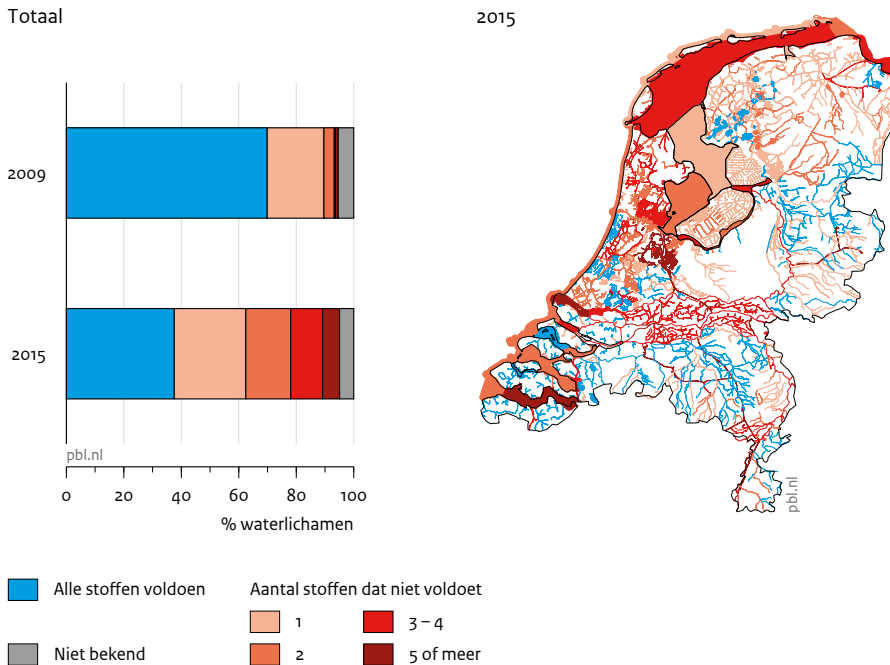 Totaal
2009
2015
pbl.nl
0 20 40 60 80 100
% waterlichamen
2015
pbl.nl
Alle stoffen voldoen
Niet bekend
Aantal stoffen dat niet voldoet
1
2
3 – 4
5 of meer